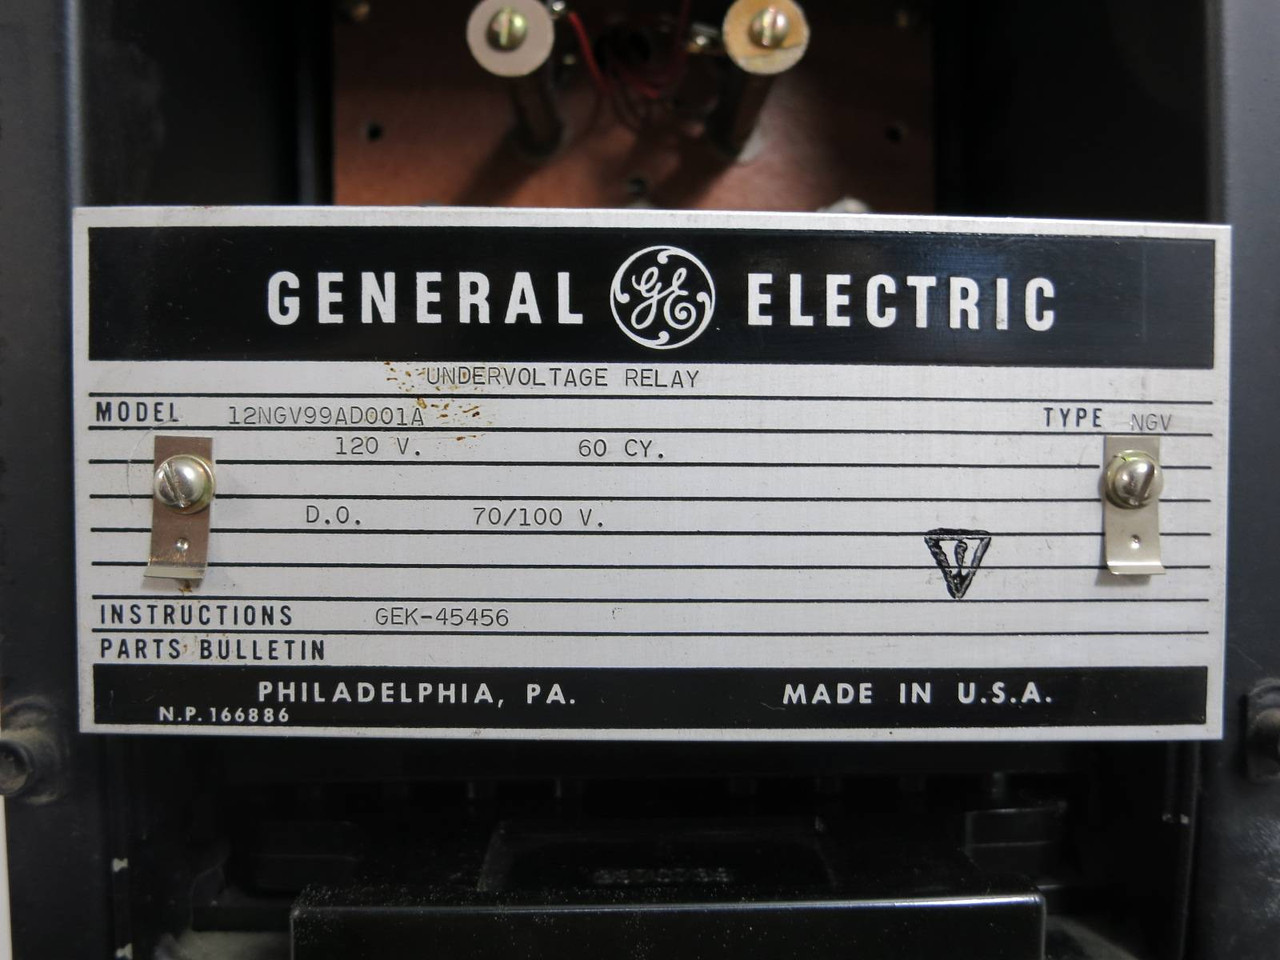 GENERAL GE ELECTRIC
UNDERVOLTAGE RELAY
MODEL 12NGV99AD001A TYPE NGV
120 V. 60 CY.
D.O. 70/100 V.
INSTRUCTIONS GEK-45456
PARTS BULLETIN
PHILADELPHIA, PA. MADE IN U.S.A.
N.P. 166886